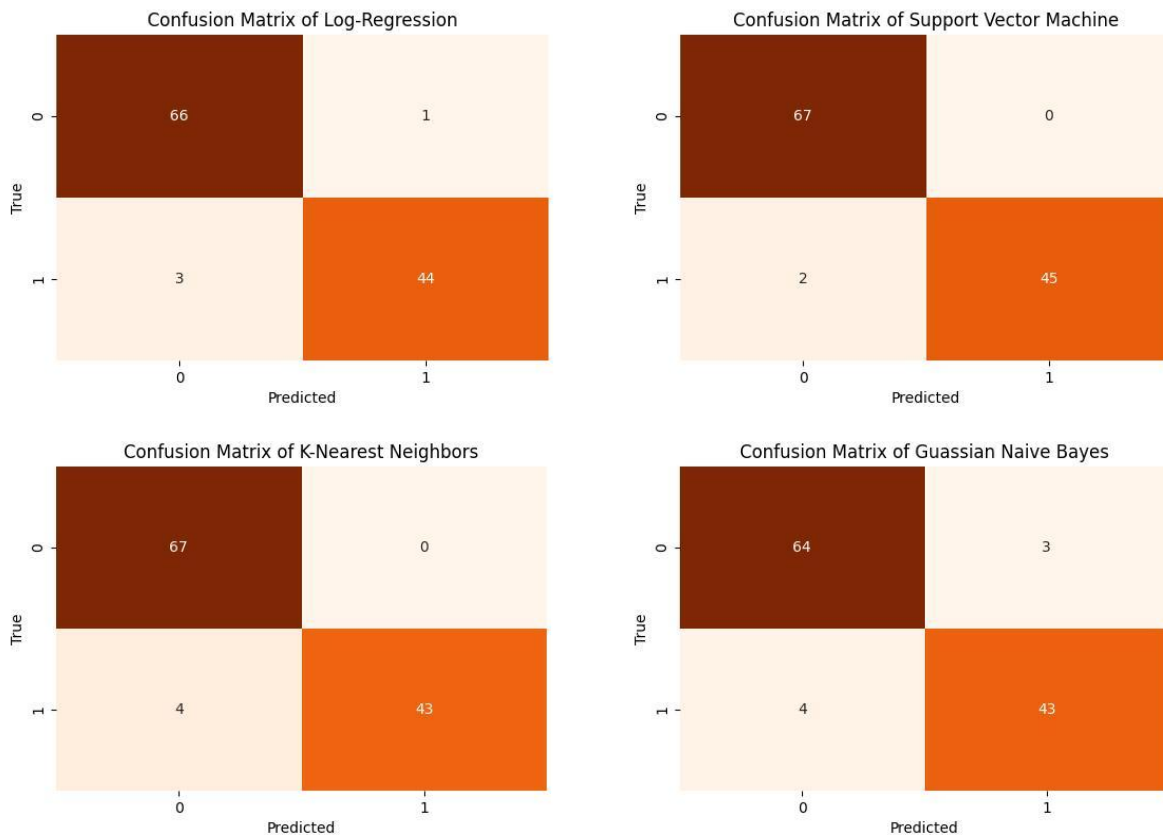 Confusion Matrix of Log-Regression
0
66
1
True
1
3
44
0
1
Predicted
Confusion Matrix of Support Vector Machine
0
67
0
True
1
2
45
0
1
Predicted
Confusion Matrix of K-Nearest Neighbors
0
67
0
True
1
4
43
0
1
Predicted
Confusion Matrix of Guassian Naive Bayes
0
64
3
True
1
4
43
0
1
Predicted